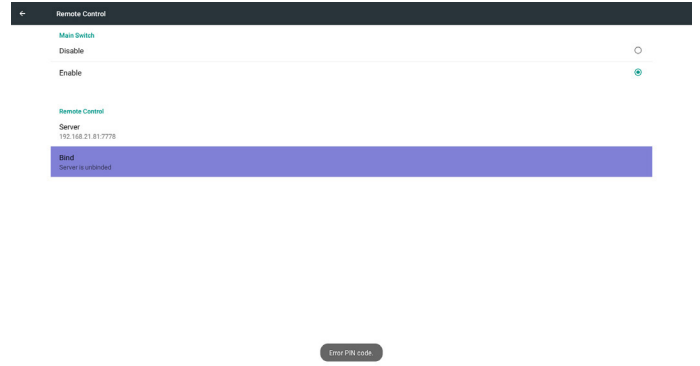 Remote Control
Main Switch
Disable
Enable
Remote Control
Server
192.168.21.81:7778
Bind
Server is unbinded
Error PIN code.